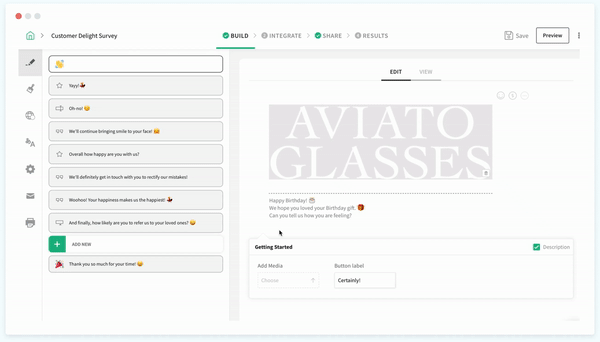 Customer Delight Survey
BUILD
INTEGRATE
SHARE
RESULTS
Save
Preview
👋
Yayy! 💃
Oh-no! 😥
We'll continue bringing smile to your face! 😊
Overall how happy are you with us?
We'll definitely get in touch with you to rectify our mistakes!
Woohoo! Your happiness makes us the happiest! 💃
And finally, how likely are you to refer us to your loved ones? 😄
ADD NEW
Thank you so much for your time! 😄
EDIT
VIEW
AVIATO
GLASSES
Happy Birthday! 🎂
We hope you loved your Birthday gift. 🎁
Can you tell us how you are feeling?
Getting Started
Description
Add Media
Button label
Choose
Certainly!